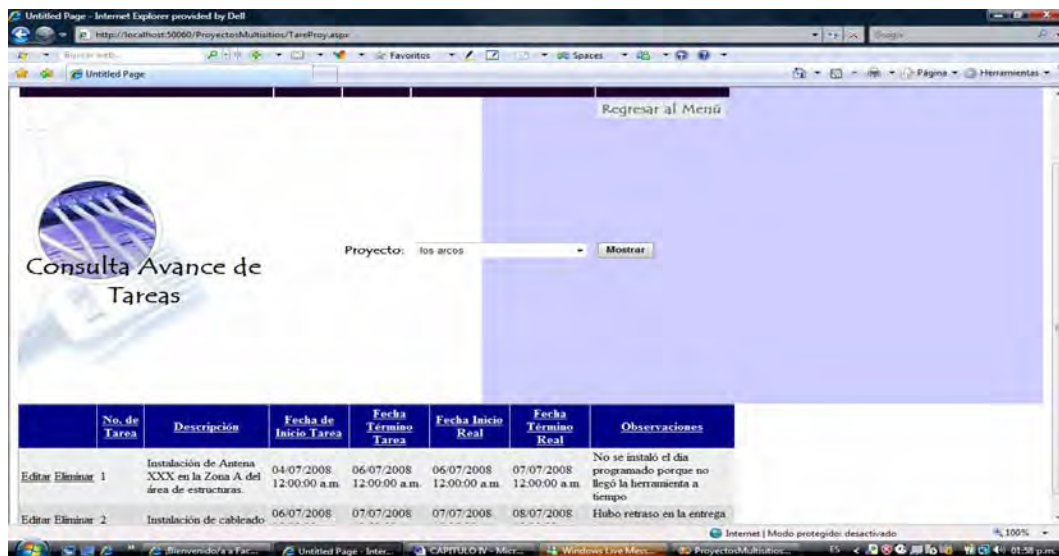 Untitled Page - Internet Explorer provided by Dell
http://localhost:50060/ProyectosMultisitios/TareProy.aspx
Favoritos
Spaces
Untitled Page
Página
Herramientas
Regresar al Menú
Consulta Avance de
Tareas
Proyecto: los arcos Mostrar
No. de Tarea Descripción Fecha de Inicio Tarea Fecha Término Tarea Fecha Inicio Real Fecha Término Real Observaciones
Editar Eliminar 1 Instalación de Antena XXX en la Zona A del área de estructuras. 04/07/2008 12:00:00 a.m. 06/07/2008 12:00:00 a.m. 06/07/2008 12:00:00 a.m. 07/07/2008 12:00:00 a.m. No se instaló el dia programado porque no llegó la herramienta a tiempo
Editar Eliminar 2 Instalación de cableado 06/07/2008 07/07/2008 07/07/2008 08/07/2008 Hubo retraso en la entrega
Internet | Modo protegido: desactivado 100%
Bienvenido/a a Fac... Untitled Page - Inter... CAPITULO IV - Micr... Windows Live Mess... ProyectosMultisitios... ES 01:58 p.m.